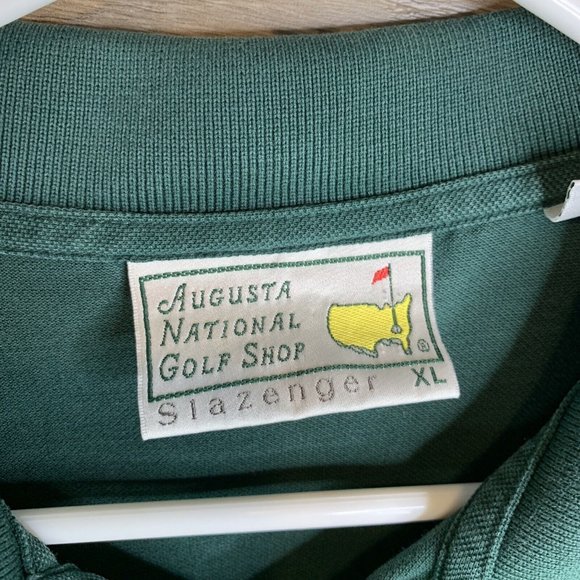 AUGUSTA
NATIONAL
GOLF SHOP
®
Slazenger XL